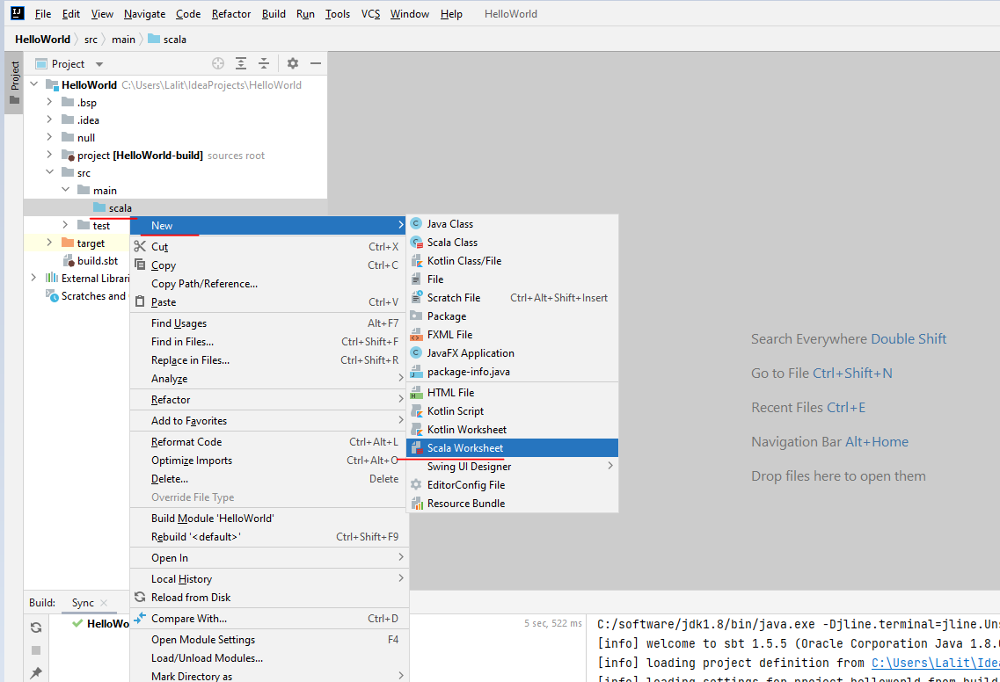 File Edit View Navigate Code Refactor Build Run Tools VCS Window Help HelloWorld
HelloWorld src main scala
Project
Project
HelloWorld C:\Users\Lalit\IdeaProjects\HelloWorld
.bsp
.idea
null
project [HelloWorld-build] sources root
src
main
scala
test
target
build.sbt
External Librari
Scratches and
New
Cut Ctrl+X
Copy Ctrl+C
Copy Path/Reference...
Paste Ctrl+V
Find Usages Alt+F7
Find in Files... Ctrl+Shift+F
Replace in Files... Ctrl+Shift+R
Analyze
Refactor
Add to Favorites
Reformat Code Ctrl+Alt+L
Optimize Imports Ctrl+Alt+O
Delete... Delete
Override File Type
Build Module 'HelloWorld'
Rebuild '<default>' Ctrl+Shift+F9
Open In
Local History
Reload from Disk
Compare With... Ctrl+D
Open Module Settings F4
Load/Unload Modules...
Mark Directory as
Java Class
Scala Class
Kotlin Class/File
File
Scratch File Ctrl+Alt+Shift+Insert
Package
FXML File
JavaFX Application
package-info.java
HTML File
Kotlin Script
Kotlin Worksheet
Scala Worksheet
Swing UI Designer
EditorConfig File
Resource Bundle
Search Everywhere Double Shift
Go to File Ctrl+Shift+N
Recent Files Ctrl+E
Navigation Bar Alt+Home
Drop files here to open them
Build: Sync
HelloWo
5 sec, 522 ms
C:/software/jdk1.8/bin/java.exe -Djline.terminal=jline.Uns
[info] welcome to sbt 1.5.5 (Oracle Corporation Java 1.8.
[info] loading project definition from C:\Users\Lalit\Idea
[info] loading settings for project helloworld from build